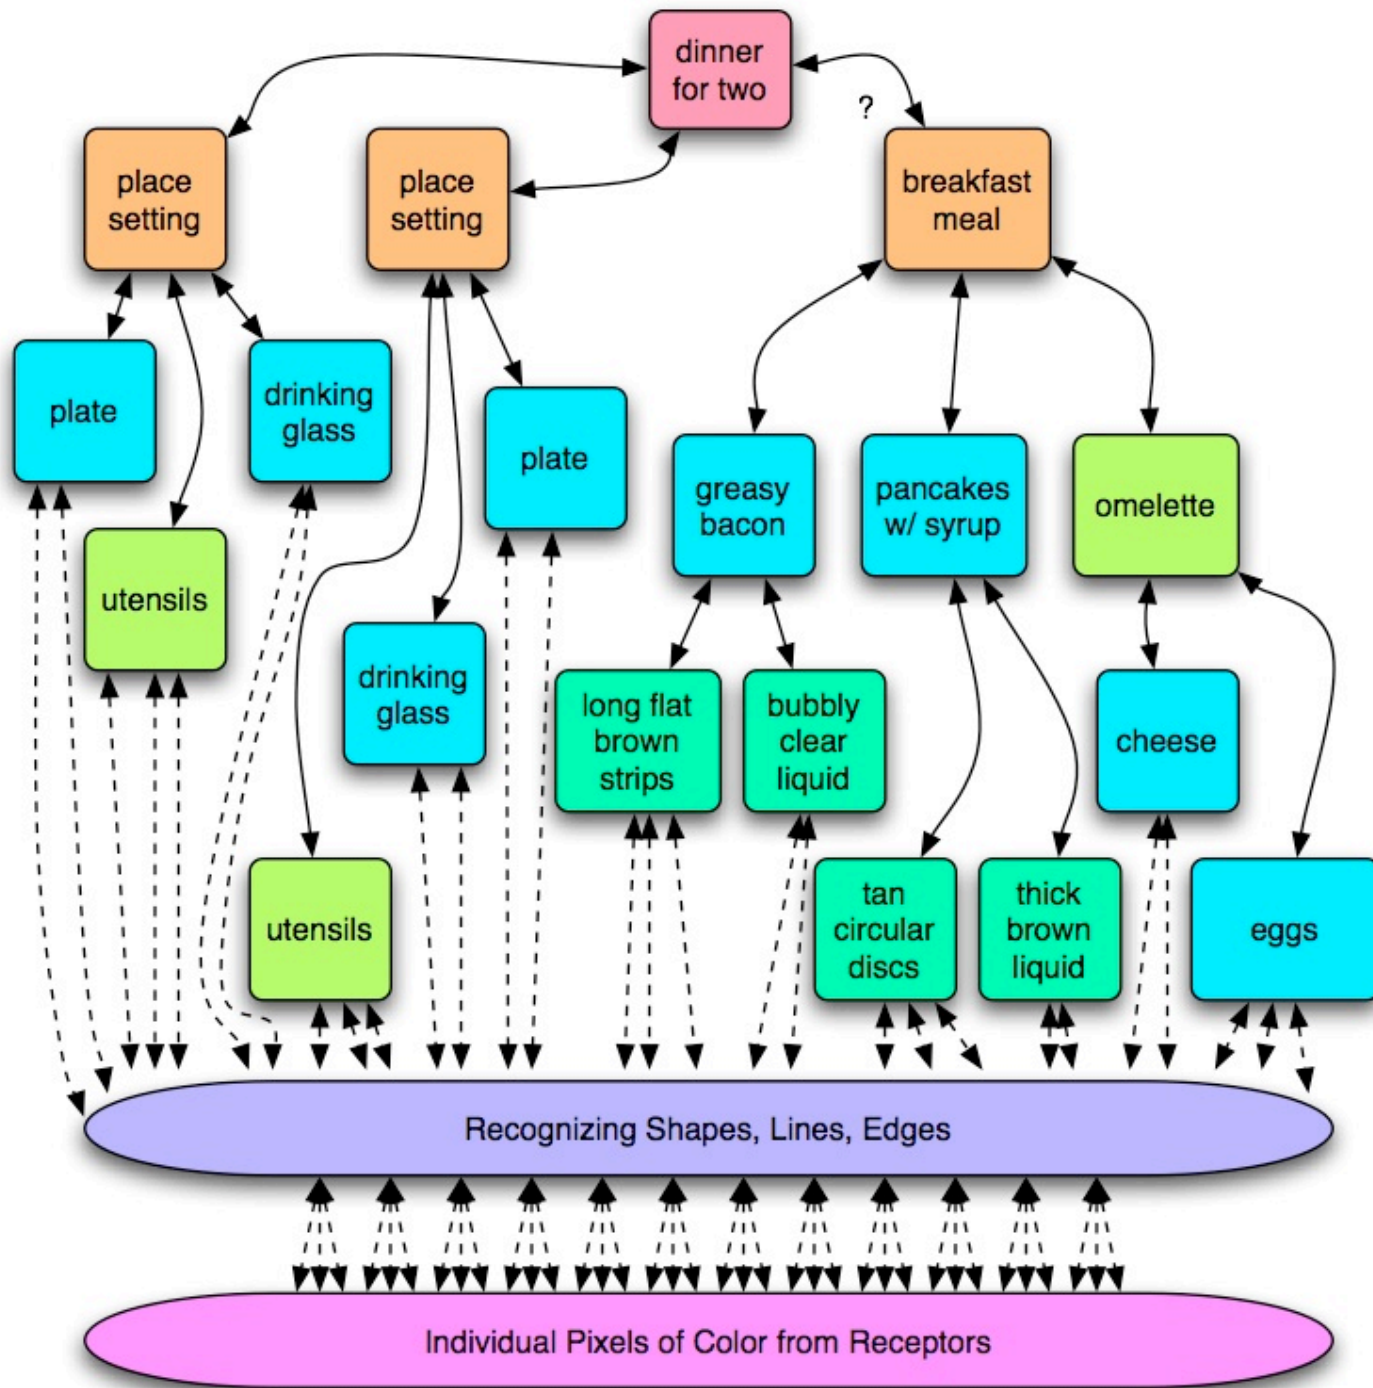 dinner
for two
?
place
setting
place
setting
breakfast
meal
plate
drinking
glass
plate
greasy
bacon
pancakes
w/ syrup
omelette
utensils
drinking
glass
long flat
brown
strips
bubbly
clear
liquid
cheese
utensils
tan
circular
discs
thick
brown
liquid
eggs
Recognizing Shapes, Lines, Edges
Individual Pixels of Color from Receptors